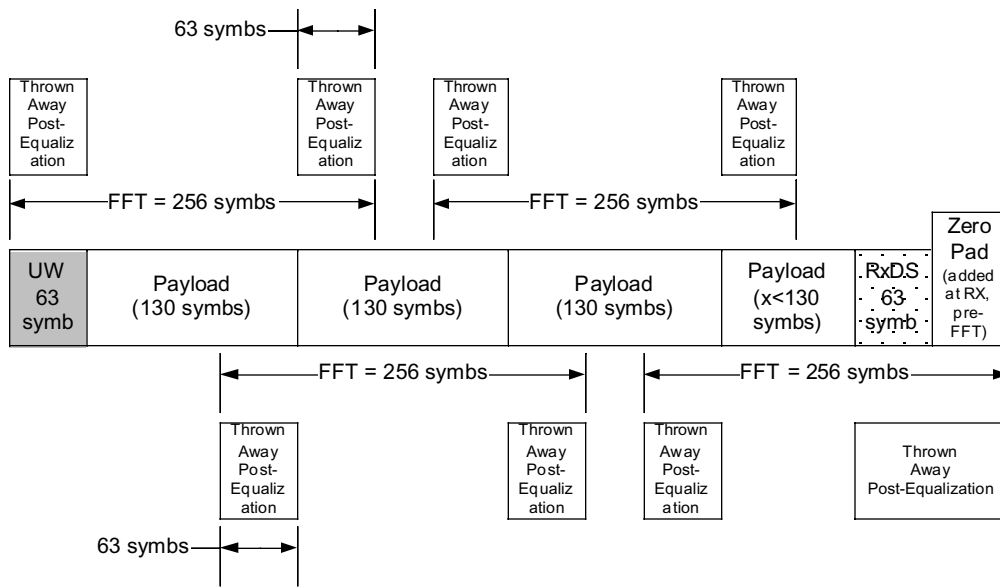 63 symbs
Thrown
Away
Post-
Equaliz
ation
Thrown
Away
Post-
Equaliz
ation
Thrown
Away
Post-
Equaliz
ation
Thrown
Away
Post-
Equaliz
ation
FFT = 256 symbs
FFT = 256 symbs
UW
63
symb
Payload
(130 symbs)
Payload
(130 symbs)
Payload
(130 symbs)
Payload
(x<130
symbs)
RxDS
63
symb
Zero
Pad
(added
at RX,
pre-
FFT)
FFT = 256 symbs
FFT = 256 symbs
Thrown
Away
Post-
Equaliz
ation
Thrown
Away
Post-
Equaliz
ation
Thrown
Away
Post-
Equaliz
ation
Thrown
Away
Post-Equalization
63 symbs